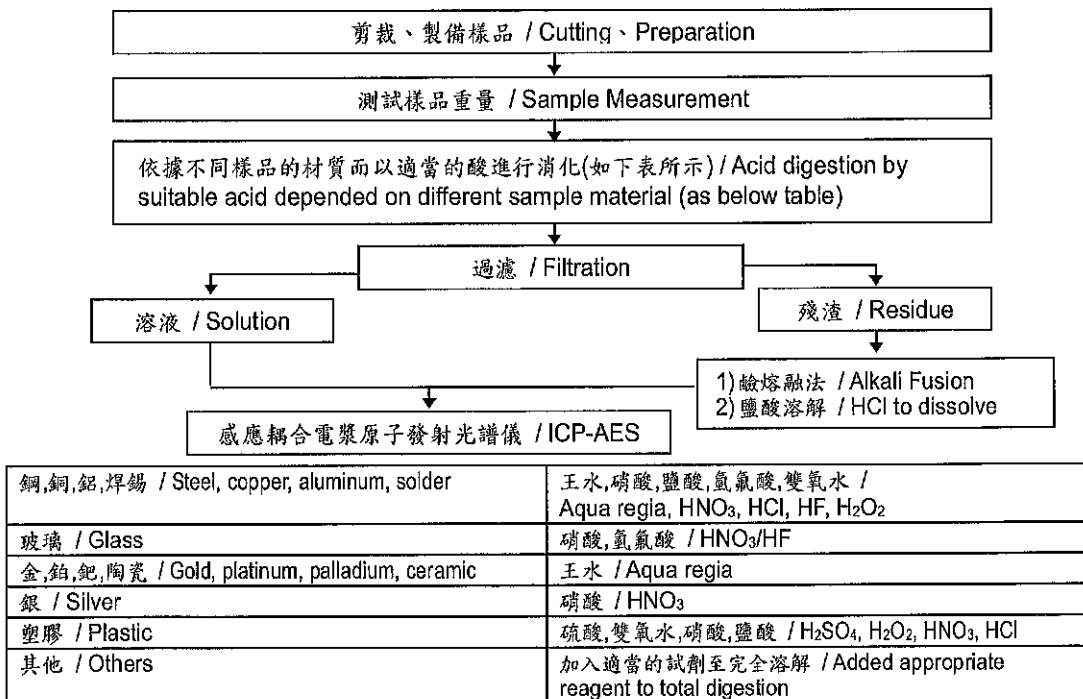 剪裁、製備樣品 / Cutting、Preparation
測試樣品重量 / Sample Measurement
依據不同樣品的材質而以適當的酸進行消化(如下表所示) / Acid digestion by
suitable acid depended on different sample material (as below table)
過濾 / Filtration
溶液 / Solution
殘渣 / Residue
1)鹼熔融法 / Alkali Fusion
2)鹽酸溶解 / HCl to dissolve
感應耦合電漿原子發射光譜儀 / ICP-AES
鋼,銅,鋁,焊錫 / Steel, copper, aluminum, solder
王水,硝酸,鹽酸,氫氟酸,雙氧水 /
Aqua regia, HNO₃, HCl, HF, H₂O₂
玻璃 / Glass
硝酸,氫氟酸 / HNO₃/HF
金,鉑,鈀,陶瓷 / Gold, platinum, palladium, ceramic
王水 / Aqua regia
銀 / Silver
硝酸 / HNO₃
塑膠 / Plastic
硫酸,雙氧水,硝酸,鹽酸 / H₂SO₄, H₂O₂, HNO₃, HCl
其他 / Others
加入適當的試劑至完全溶解 / Added appropriate
reagent to total digestion